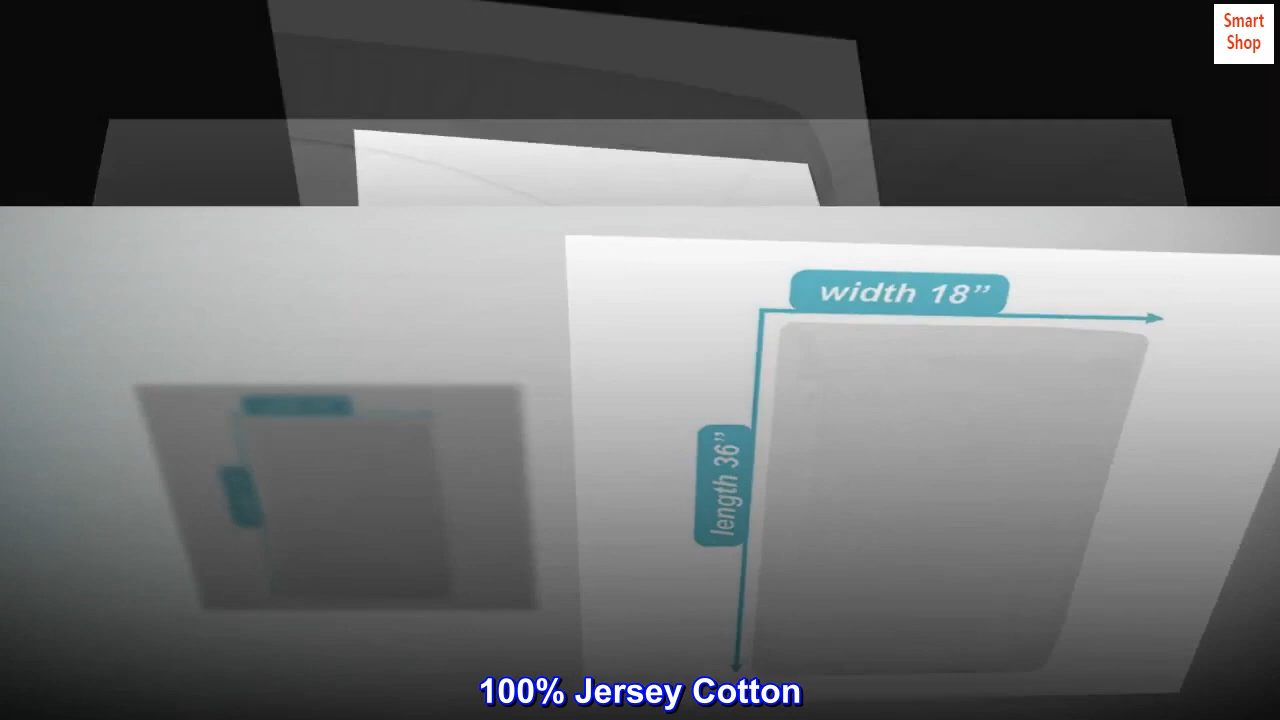 Smart
Shop
width 18”
length 36”
100% Jersey Cotton